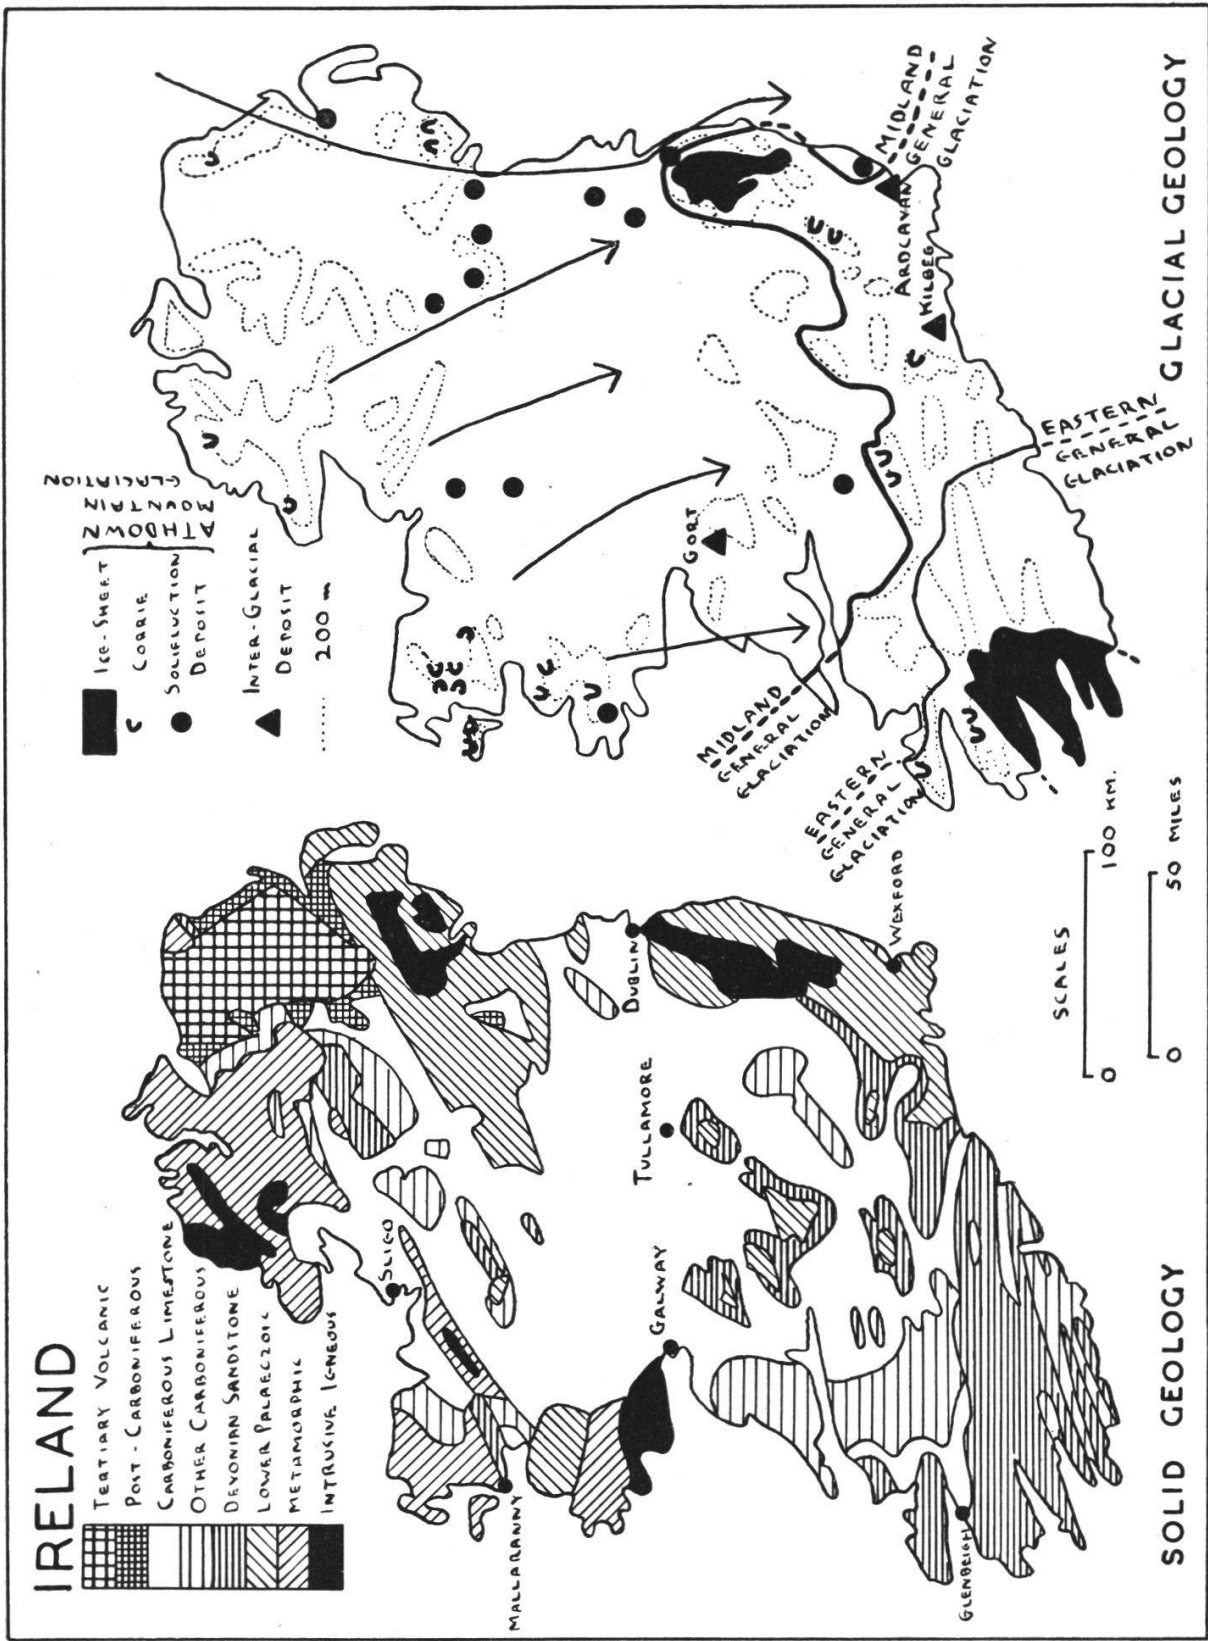 IRELAND
TERTIARY VOLCANIC
POST-CARBONIFEROUS
CARBONIFEROUS LIMESTONE
OTHER CARBONIFEROUS
DEVONIAN SANDSTONE
LOWER PALAEOZOIC
METAMORPHIC
INTRUSIVE IGNEOUS
SLIGO
MALLARANNY
GALWAY
TULLAMORE
DUBLIN
WEXFORD
GLENBEIGH
SCALES
0 100 KM.
0 50 MILES
SOLID GEOLOGY
ICE-SHEET
CORRIE
SOLIFLUCTION
DEPOSIT
ATHDOWN
MOUNTAIN
GLACIATION
INTER-GLACIAL
DEPOSIT
200 m
GORT
ARDCAVAN
KILBEG
MIDLAND
GENERAL
GLACIATION
EASTERN
GENERAL
GLACIATION
MIDLAND
GENERAL
GLACIATION
EASTERN
GENERAL
GLACIATION
GLACIAL GEOLOGY